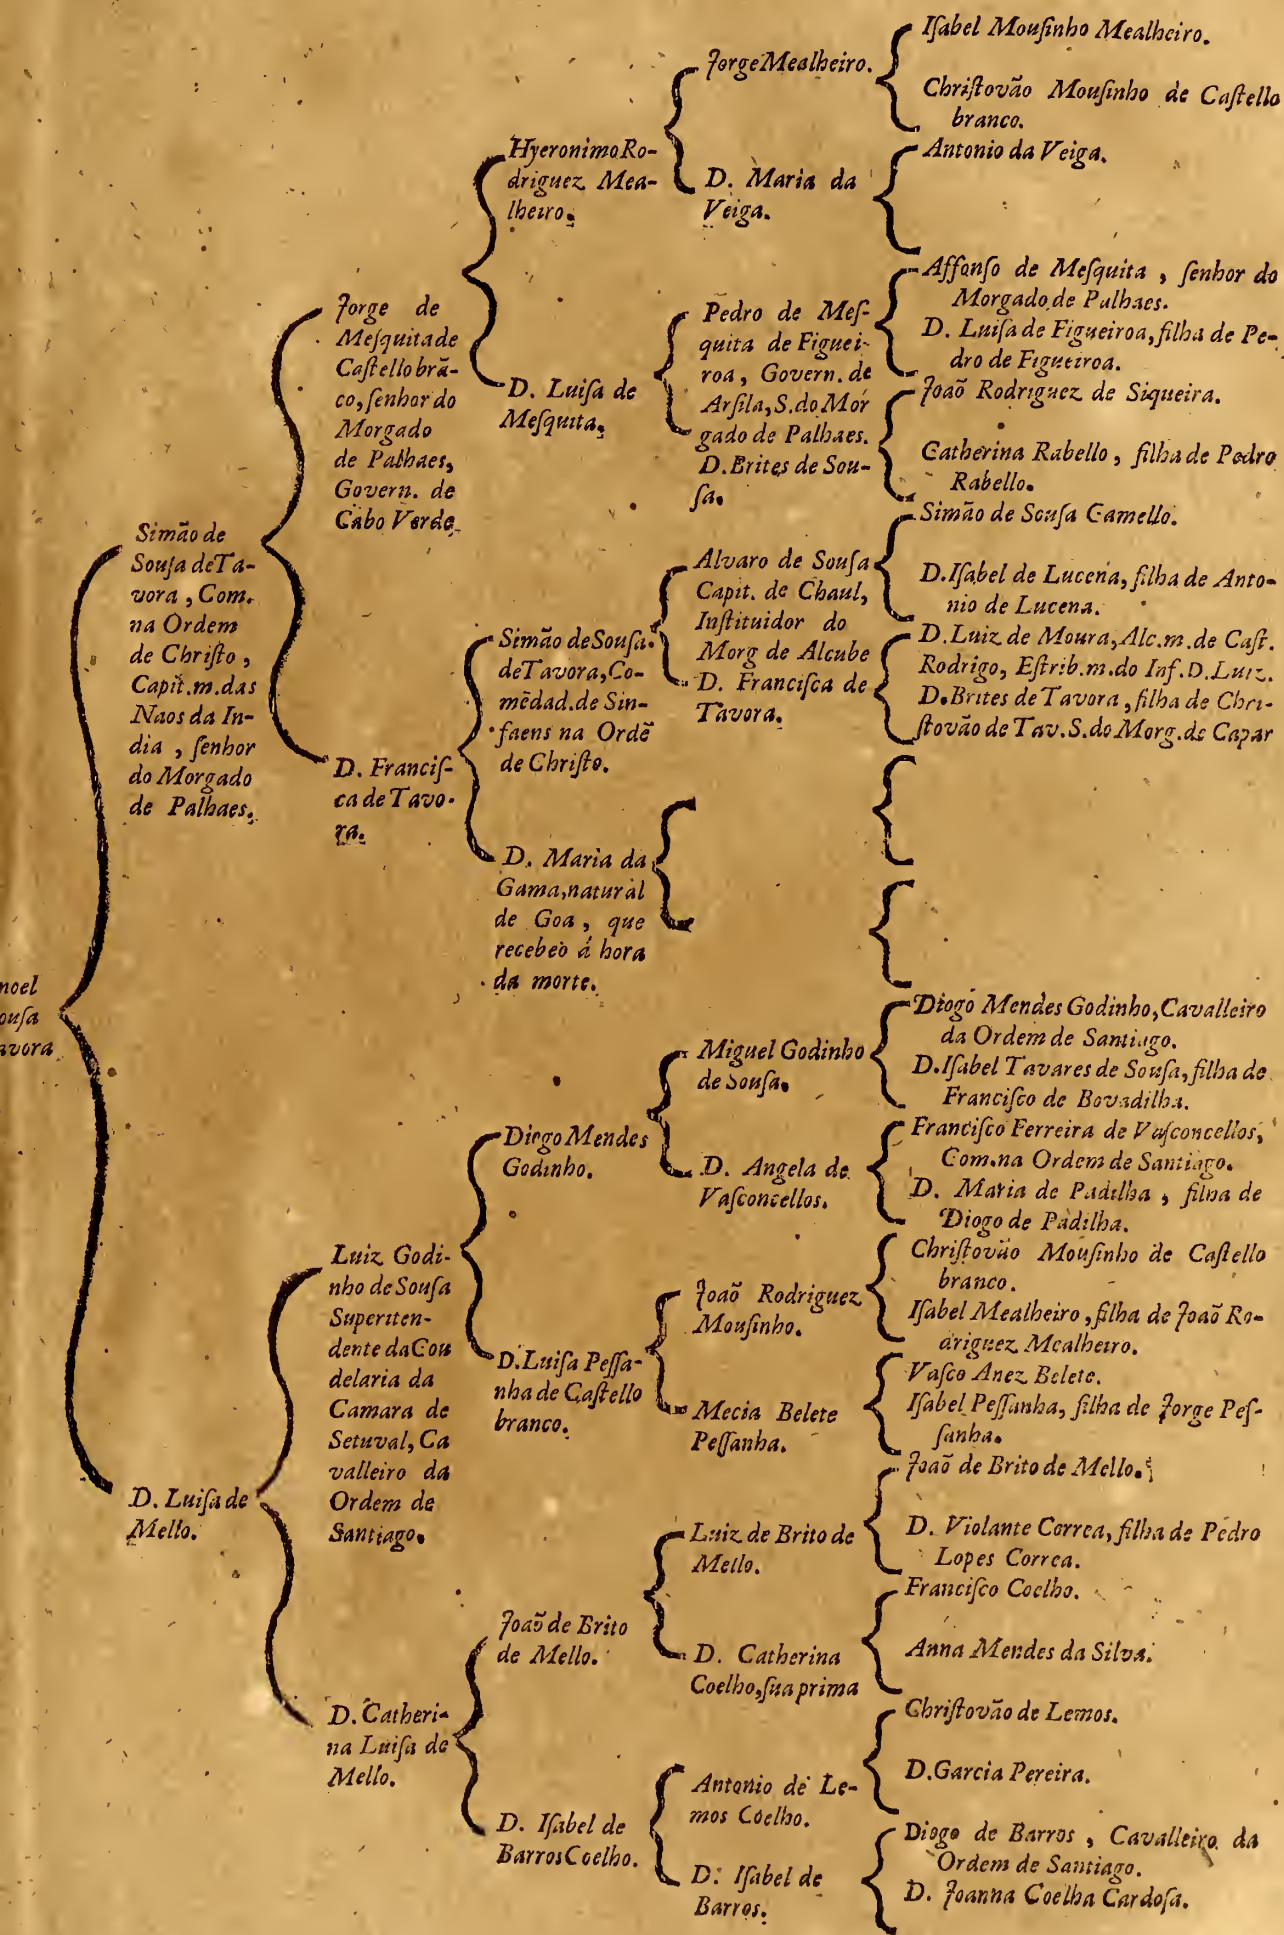 noel
ousa
avora
Simão de
Sousa de Ta-
vora, Com.
na Ordem
de Christo,
Capit.m.das
Naos da In-
dia, senhor
do Morgado
de Palhaes.
D. Luisa de
Mello.
Jorge de
Mesquita de
Castello brã-
co, senhor do
Morgado
de Palhaes,
Govern. de
Cabo Verde.
D. Francis-
ca de Tavo-
ra.
Luiz Godi-
nho de Sousa
Superiten-
dente da Cou
delaria da
Camara de
Setuval, Ca
valleiro da
Ordem de
Santiago.
D. Catheri-
na Luisa de
Mello.
Hyeronimo Ro-
driguez Mea-
lheiro.
D. Luisa de
Mesquita.
Simão de Sousa
de Tavora, Co-
mēdad. de Sin-
faens na Ordē
de Christo.
D. Maria da
Gama, natural
de Goa, que
recebeo á hora
da morte.
Diogo Mendes
Godinho.
D. Luisa Pessa-
nha de Castello
branco.
Joaõ de Brito
de Mello.
D. Isabel de
Barros Coelho.
Jorge Mealheiro.
D. Maria da
Veiga.
Pedro de Mes-
quita de Figuei-
roa, Govern. de
Arsila, S. do Mor
gado de Palhaes.
D. Brites de Sou-
sa.
Alvaro de Sousa
Capit. de Chaul,
Instituidor do
Morg de Alcube
D. Francisca de
Tavora.
Miguel Godinho
de Sousa.
D. Angela de
Vasconcellos.
Joaõ Rodriguez
Mousinho.
Mecia Belete
Pessanha.
Luiz de Brito de
Mello.
D. Catherina
Coelho, sua prima
Antonio de Le-
mos Coelho.
D. Isabel de
Barros.
Isabel Mousinho Mealheiro.
Christovão Mousinho de Castello
branco.
Antonio da Veiga.
Affonso de Mesquita, senhor do
Morgado de Palhaes.
D. Luisa de Figueiroa, filha de Pe-
dro de Figueiroa.
Joaõ Rodriguez de Siqueira.
Catherina Rabello, filha de Pedro
Rabello.
Simão de Sousa Camello.
D. Isabel de Lucena, filha de Anto-
nio de Lucena.
D. Luiz de Moura, Alc.m. de Cast.
Rodrigo, Estrib.m.do Inf. D. Luiz.
D. Brites de Tavora, filha de Chri-
stovão de Tav. S. do Morg. de Capar
Diogo Mendes Godinho, Cavalleiro
da Ordem de Santiago.
D. Isabel Tavares de Sousa, filha de
Francisco de Bovadilha.
Francisco Ferreira de Vasconcellos,
Com. na Ordem de Santiago.
D. Maria de Padilha, filha de
Diogo de Padilha.
Christovão Mousinho de Castello
branco.
Isabel Mealheiro, filha de Joaõ Ro-
driguez Mealheiro.
Vasco Anez Belete.
Isabel Pessanha, filha de Jorge Pes-
sanha.
Joaõ de Brito de Mello.
D. Violante Correa, filha de Pedro
Lopes Correa.
Francisco Coelho.
Anna Mendes da Silva.
Christovão de Lemos.
D. Garcia Pereira.
Diogo de Barros, Cavalleiro da
Ordem de Santiago.
D. Joanna Coelha Cardosa.